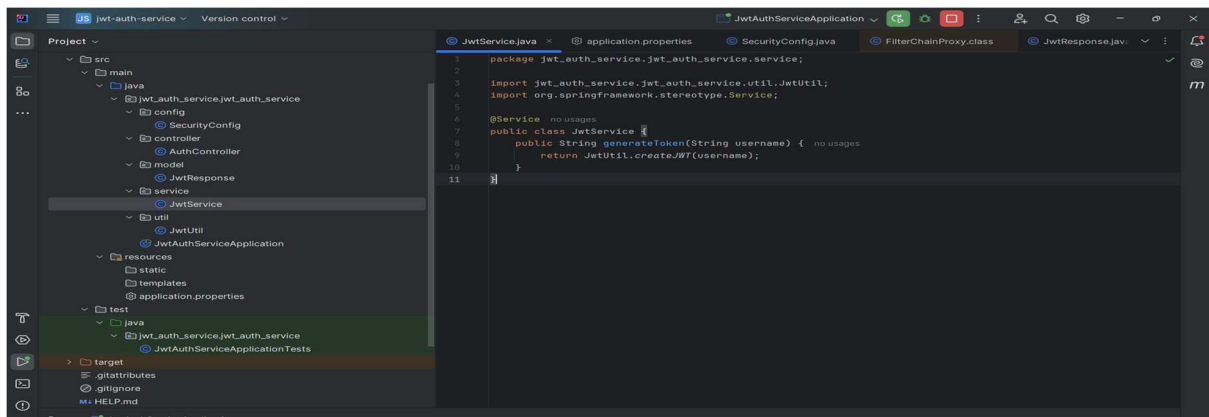 JS jwt-auth-service Version control JwtAuthServiceApplication
Project
JwtService.java application.properties SecurityConfig.java FilterChainProxy.class JwtResponse.java
src
main
java
jwt_auth_service.jwt_auth_service
config
SecurityConfig
controller
AuthController
model
JwtResponse
service
JwtService
util
JwtUtil
JwtAuthServiceApplication
resources
static
templates
application.properties
test
java
jwt_auth_service.jwt_auth_service
JwtAuthServiceApplicationTests
target
.gitattributes
.gitignore
M↓ HELP.md
1 package jwt_auth_service.jwt_auth_service.service;
2
3 import jwt_auth_service.jwt_auth_service.util.JwtUtil;
4 import org.springframework.stereotype.Service;
5
6 @Service no usages
7 public class JwtService {
8 public String generateToken(String username) { no usages
9 return JwtUtil.createJWT(username);
10 }
11 }
m